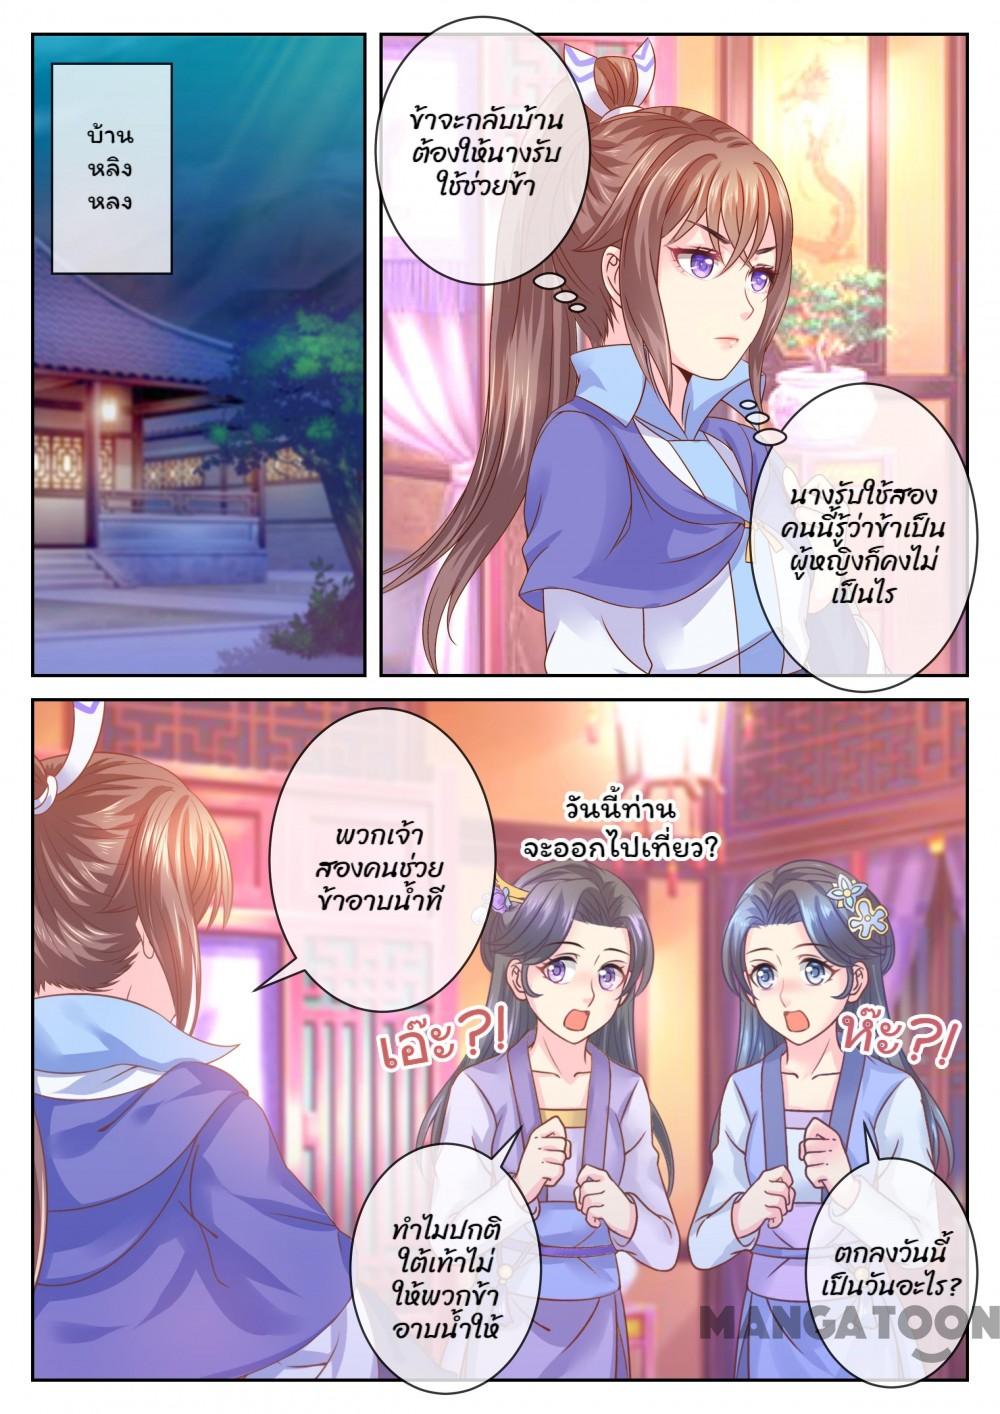 บ้าน
หลิง
หลง
ข้าจะกลับบ้าน
ต้องให้นางรับ
ใช้ช่วยข้า
นางรับใช้สอง
คนนี้รู้ว่าข้าเป็น
ผู้หญิงก็คงไม่
เป็นไร
พวกเจ้า
สองคนช่วย
ข้าอาบน้ำที
วันนี้ท่าน
จะออกไปเที่ยว?
เอ๊ะ?!
ห๊ะ?!
ทำไมปกติ
ใต้เท้าไม่
ให้พวกข้า
อาบน้ำให้
ตกลงวันนี้
เป็นวันอะไร?
MANGATOON